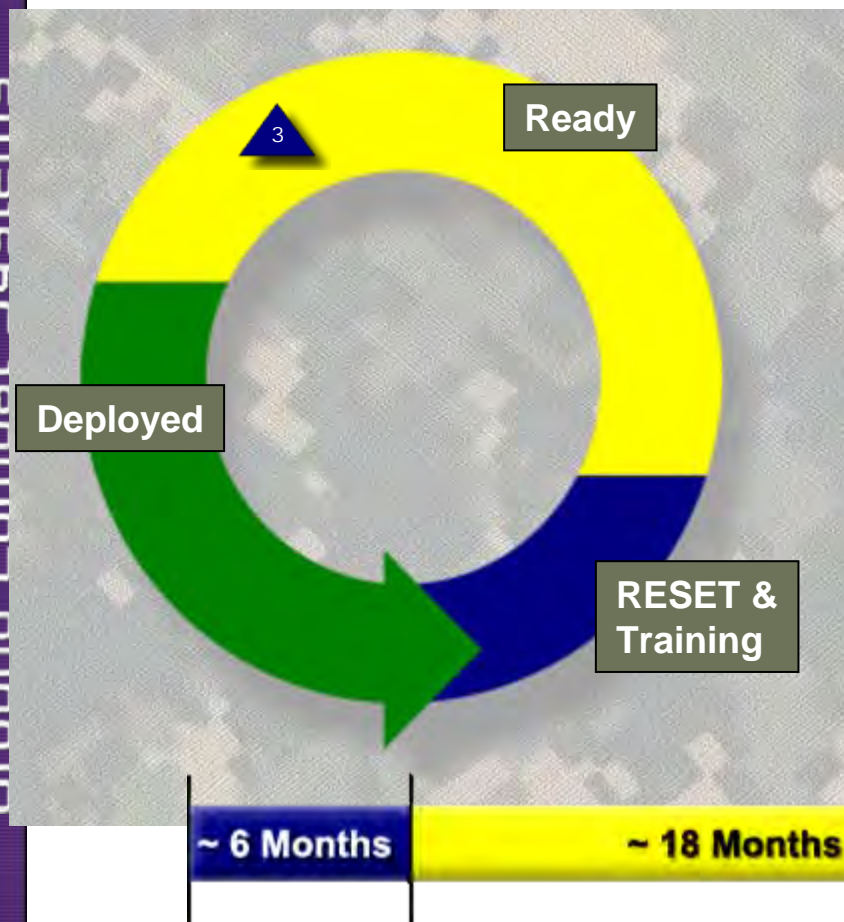 Ready
3
Deployed
RESET &
Training
~ 6 Months
~ 18 Months